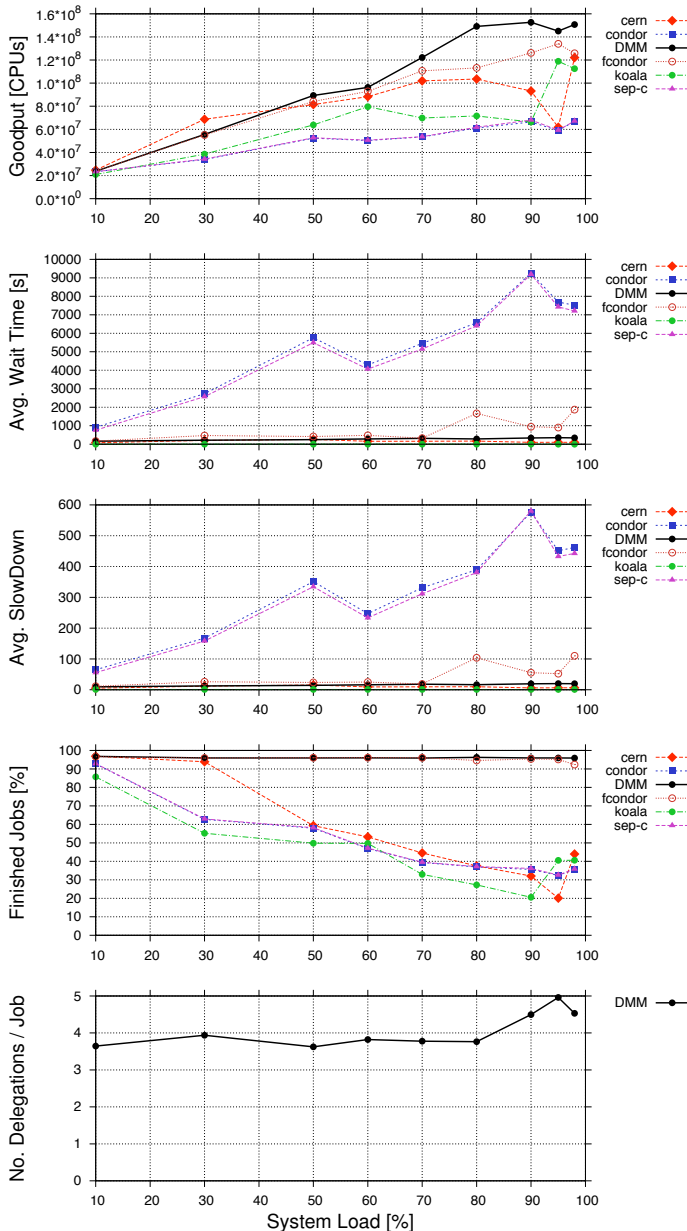 Goodput [CPUs]
1.6*10^8
1.4*10^8
1.2*10^8
1.0*10^8
8.0*10^7
6.0*10^7
4.0*10^7
2.0*10^7
0.0*10^0
10 20 30 40 50 60 70 80 90 100
cern
condor
DMM
fcondor
koala
sep-c
Avg. Wait Time [s]
10000
9000
8000
7000
6000
5000
4000
3000
2000
1000
0
10 20 30 40 50 60 70 80 90 100
cern
condor
DMM
fcondor
koala
sep-c
Avg. SlowDown
600
500
400
300
200
100
0
10 20 30 40 50 60 70 80 90 100
cern
condor
DMM
fcondor
koala
sep-c
Finished Jobs [%]
100
90
80
70
60
50
40
30
20
10
0
10 20 30 40 50 60 70 80 90 100
cern
condor
DMM
fcondor
koala
sep-c
No. Delegations / Job
5
4
3
2
1
0
10 20 30 40 50 60 70 80 90 100
DMM
System Load [%]